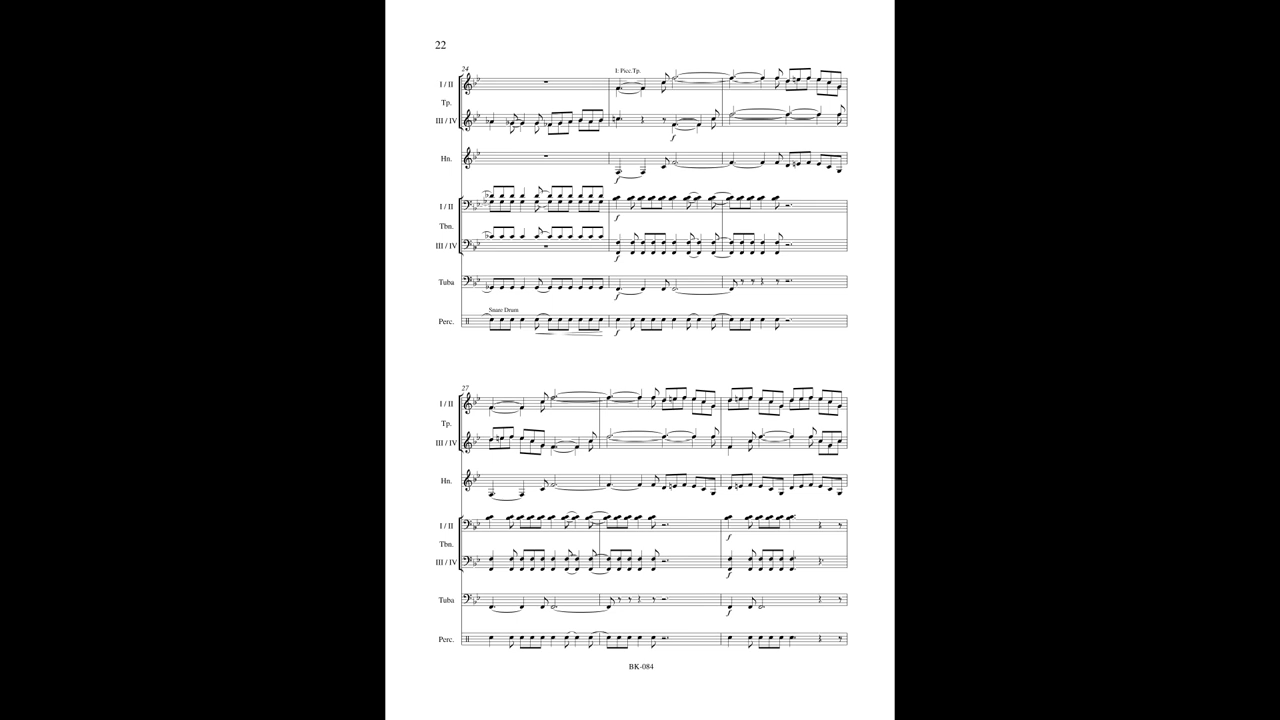 22
24
I: Picc.Tp.
I / II
Tp.
III / IV
f
Hn.
f
I / II
f
Tbn.
III / IV
f
Tuba
f
Snare Drum
Perc.
f
27
I / II
Tp.
III / IV
Hn.
I / II
f
Tbn.
III / IV
f
Tuba
f
Perc.
BK-084